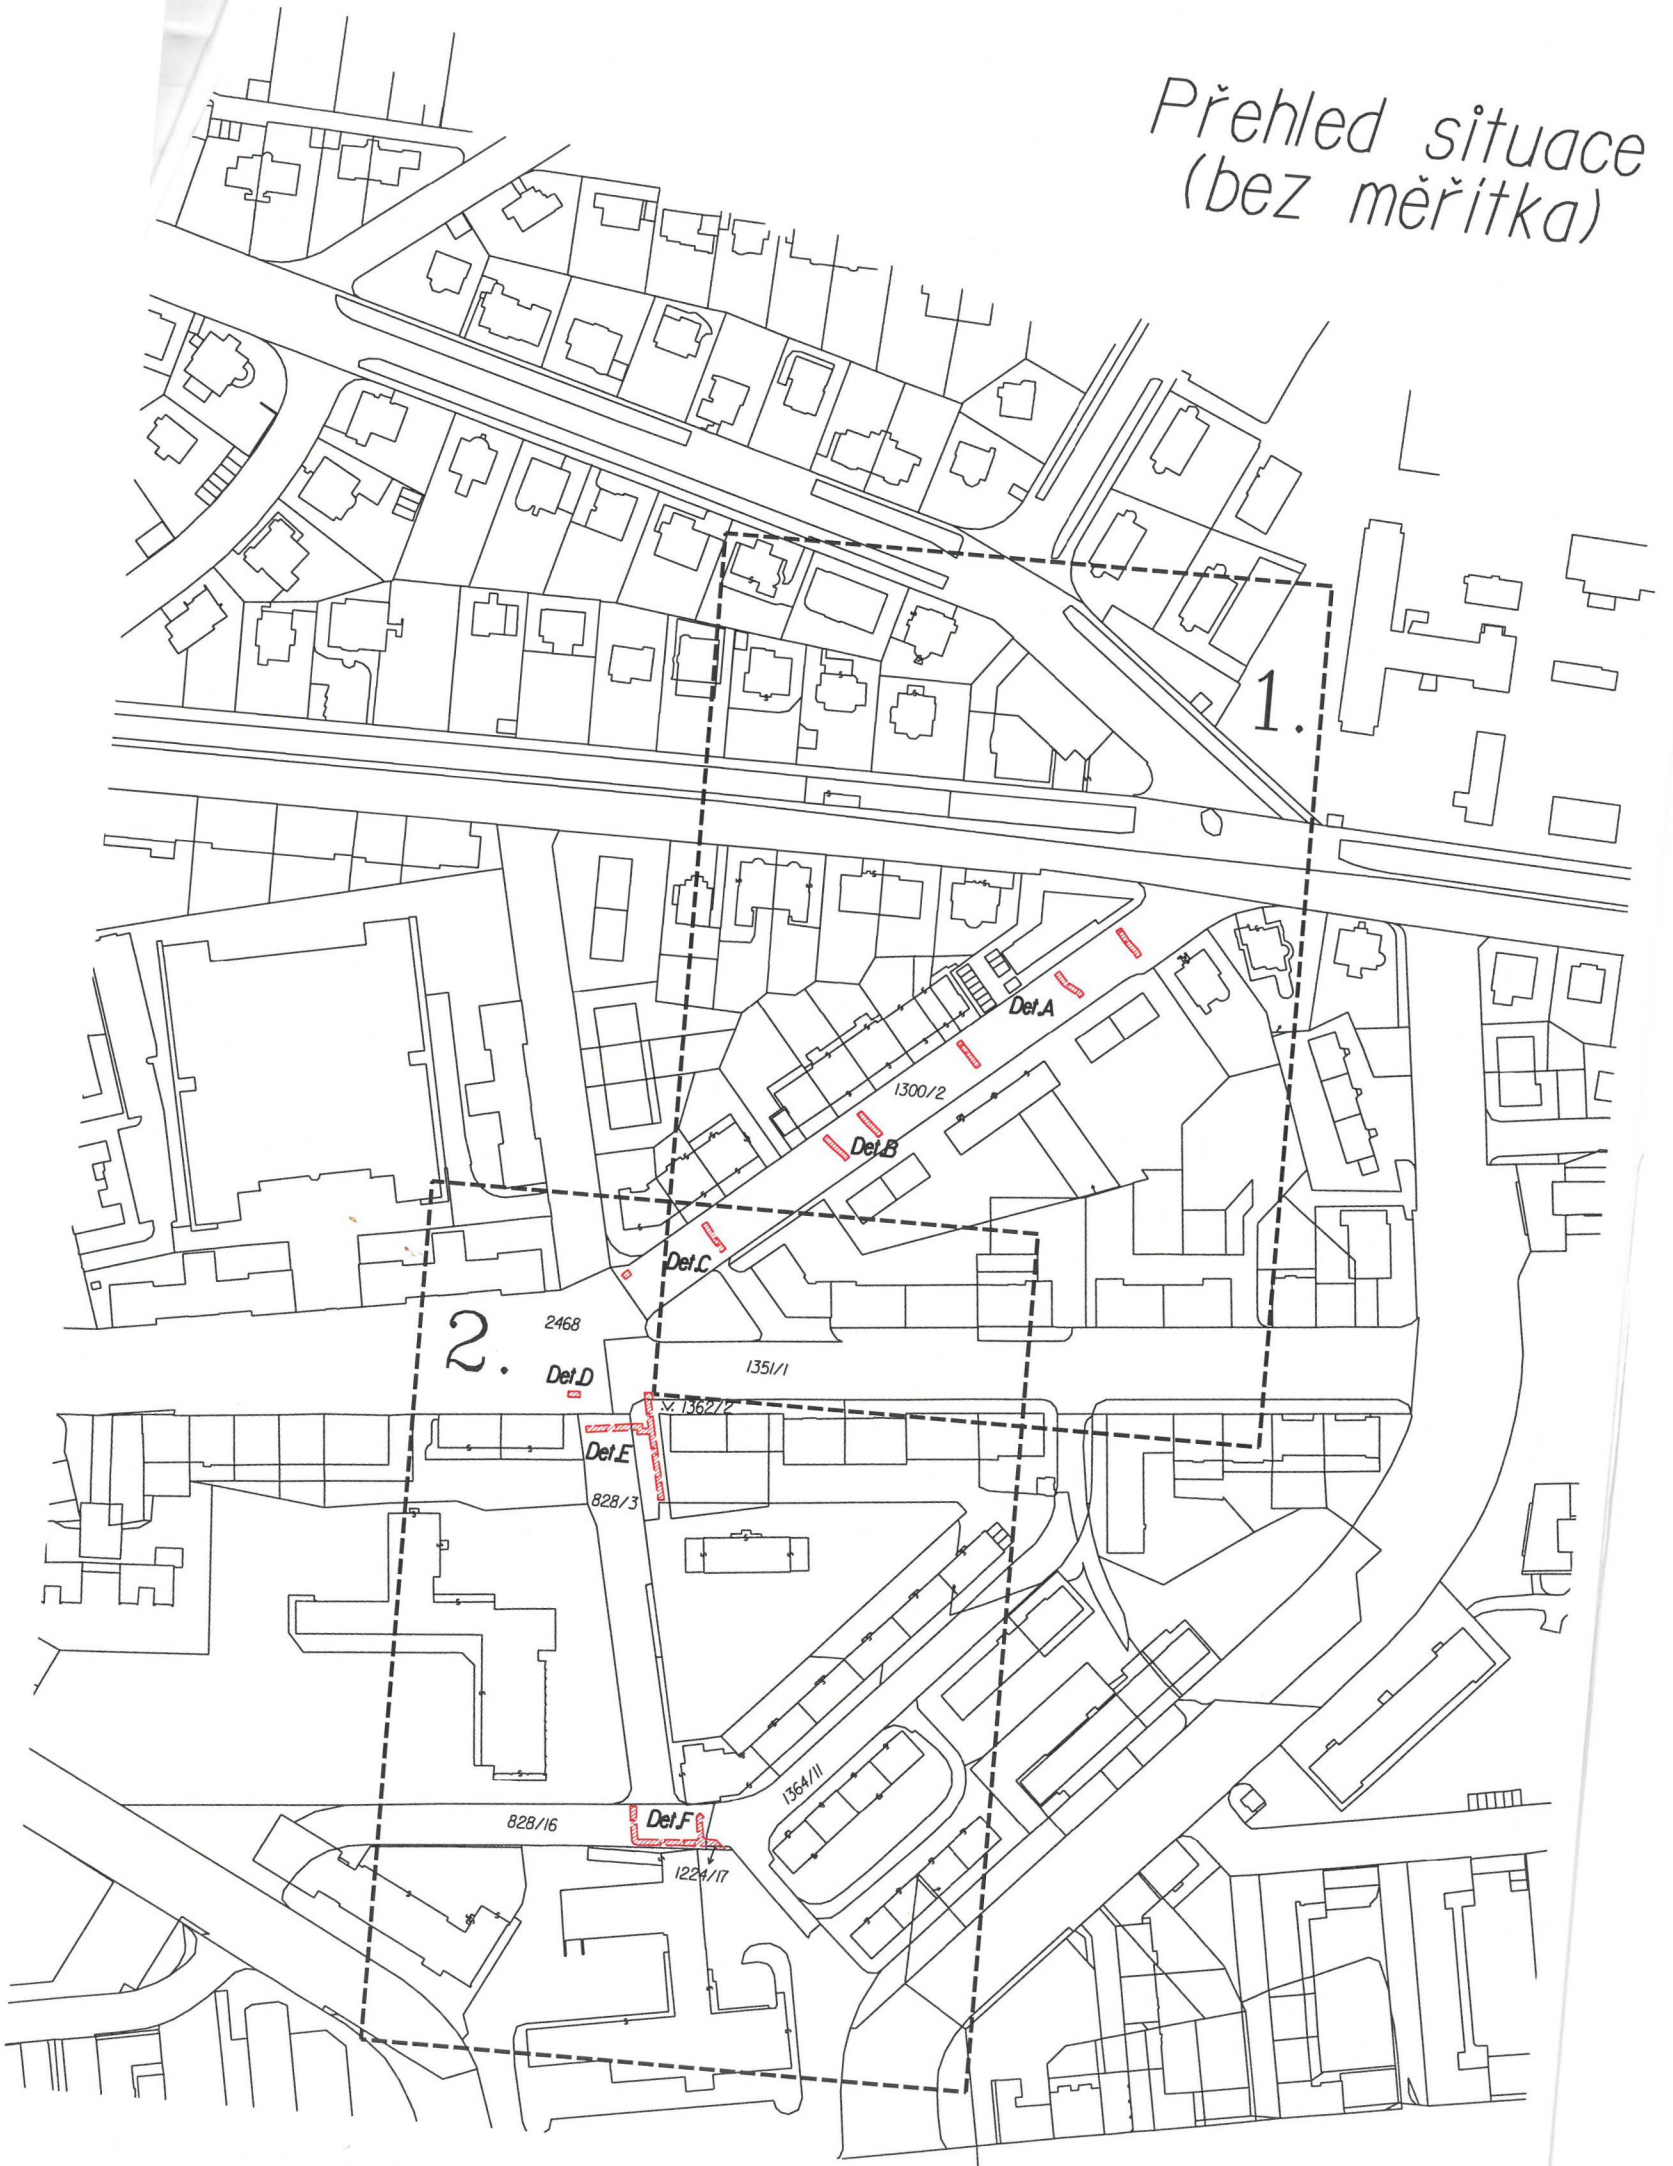 Přehled situace
(bez měřítka)
1.
Det.A
1300/2
Det.B
Det.C
2.
2468
1351/1
Det.D
v. 1362/2
Det.E
828/3
1364/11
828/16
Det.F
1224/17